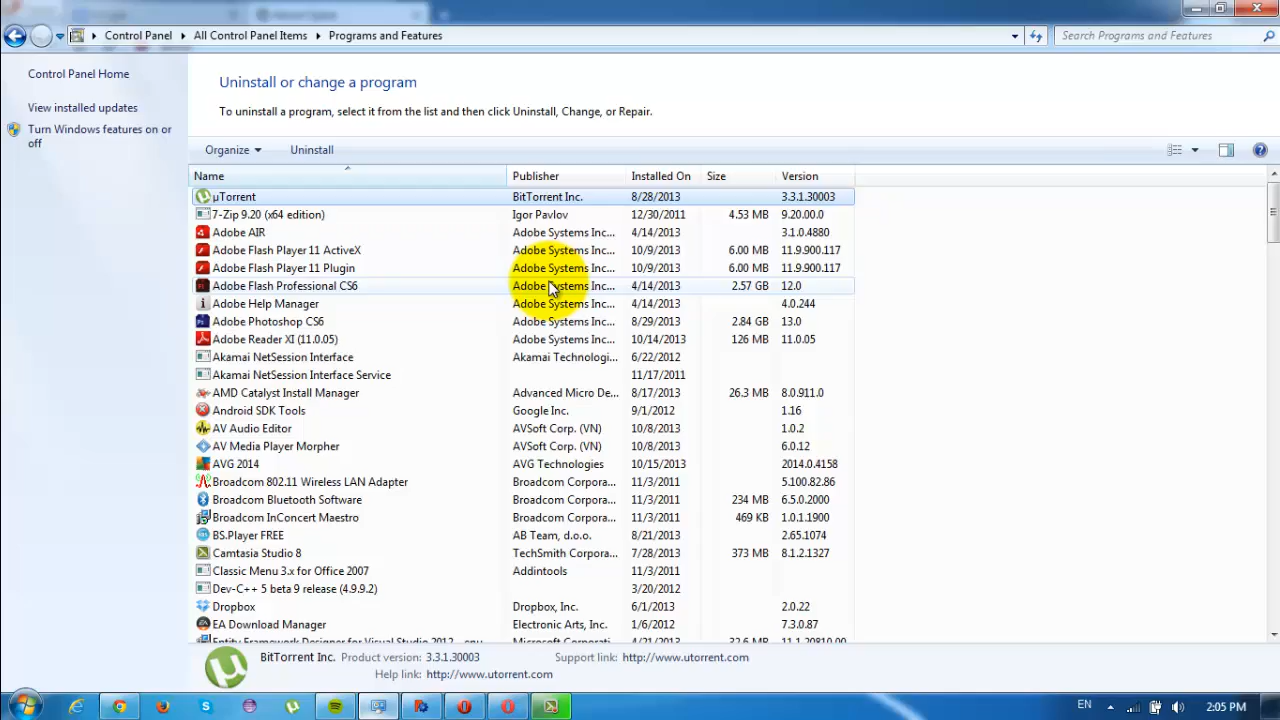 Control Panel All Control Panel Items Programs and Features Search Programs and Features
Control Panel Home
View installed updates
Turn Windows features on or off
Uninstall or change a program
To uninstall a program, select it from the list and then click Uninstall, Change, or Repair.
Organize Uninstall
Name Publisher Installed On Size Version
µTorrent BitTorrent Inc. 8/28/2013 3.3.1.30003
7-Zip 9.20 (x64 edition) Igor Pavlov 12/30/2011 4.53 MB 9.20.00.0
Adobe AIR Adobe Systems Inc... 4/14/2013 3.1.0.4880
Adobe Flash Player 11 ActiveX Adobe Systems Inc... 10/9/2013 6.00 MB 11.9.900.117
Adobe Flash Player 11 Plugin Adobe Systems Inc... 10/9/2013 6.00 MB 11.9.900.117
Adobe Flash Professional CS6 Adobe Systems Inc... 4/14/2013 2.57 GB 12.0
Adobe Help Manager Adobe Systems Inc... 4/14/2013 4.0.244
Adobe Photoshop CS6 Adobe Systems Inc... 8/29/2013 2.84 GB 13.0
Adobe Reader XI (11.0.05) Adobe Systems Inc... 10/14/2013 126 MB 11.0.05
Akamai NetSession Interface Akamai Technologi... 6/22/2012
Akamai NetSession Interface Service 11/17/2011
AMD Catalyst Install Manager Advanced Micro De... 8/17/2013 26.3 MB 8.0.911.0
Android SDK Tools Google Inc. 9/1/2012 1.16
AV Audio Editor AVSoft Corp. (VN) 10/8/2013 1.0.2
AV Media Player Morpher AVSoft Corp. (VN) 10/8/2013 6.0.12
AVG 2014 AVG Technologies 10/15/2013 2014.0.4158
Broadcom 802.11 Wireless LAN Adapter Broadcom Corpora... 11/3/2011 5.100.82.86
Broadcom Bluetooth Software Broadcom Corpora... 11/3/2011 234 MB 6.5.0.2000
Broadcom InConcert Maestro Broadcom Corpora... 11/3/2011 469 KB 1.0.1.1900
BS.Player FREE AB Team, d.o.o. 8/21/2013 2.65.1074
Camtasia Studio 8 TechSmith Corpora... 7/28/2013 373 MB 8.1.2.1327
Classic Menu 3.x for Office 2007 Addintools 11/3/2011
Dev-C++ 5 beta 9 release (4.9.9.2) 3/20/2012
Dropbox Dropbox, Inc. 6/1/2013 2.0.22
EA Download Manager Electronic Arts, Inc. 1/6/2012 7.3.0.87
Entity Framework Designer for Visual Studio 2012 - enu Microsoft Corporati... 4/21/2013 32.6 MB 11.1.20810.00
BitTorrent Inc. Product version: 3.3.1.30003 Support link: http://www.utorrent.com
Help link: http://www.utorrent.com
EN 2:05 PM